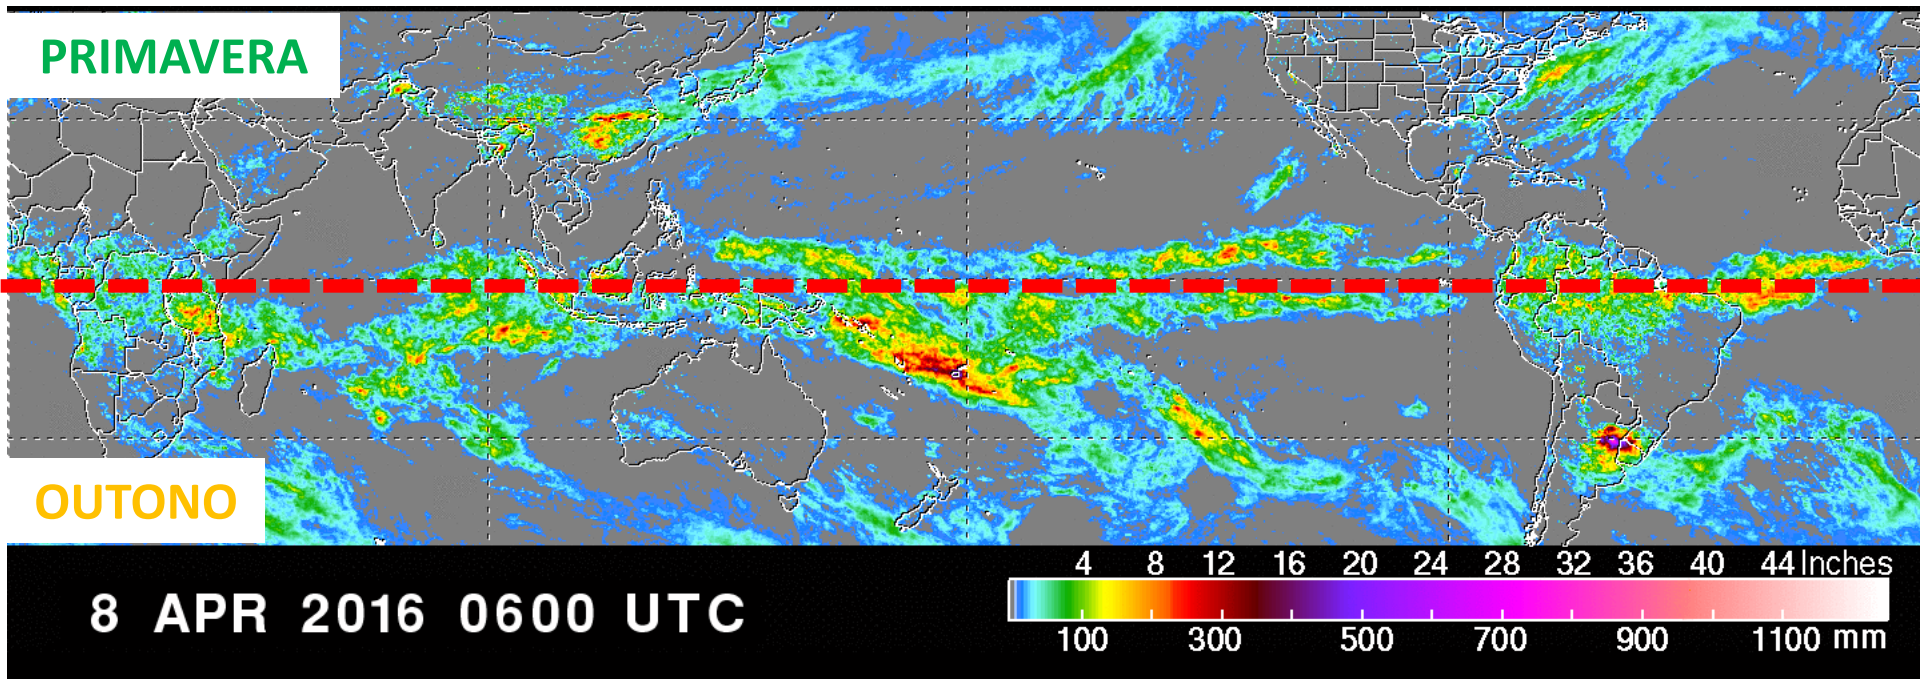 PRIMAVERA
OUTONO
4 8 12 16 20 24 28 32 36 40 44 Inches
8 APR 2016 0600 UTC
100 300 500 700 900 1100 mm